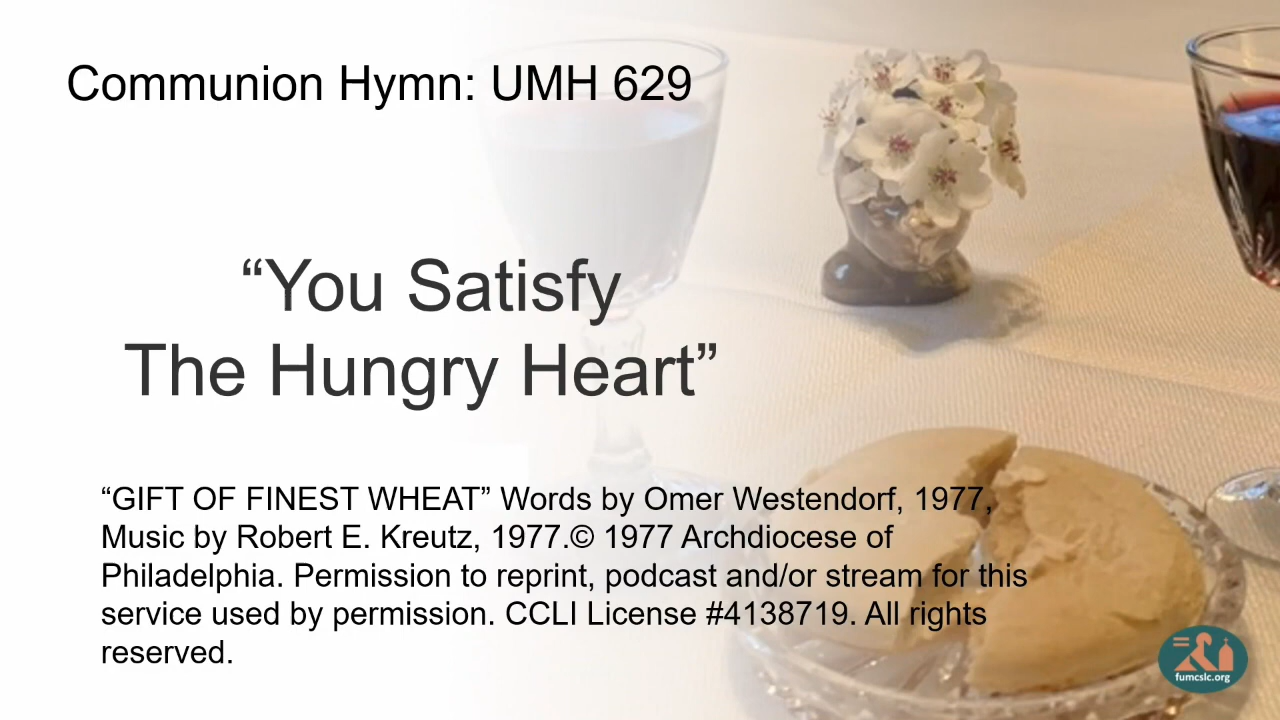 Communion Hymn: UMH 629
“You Satisfy
The Hungry Heart”
“GIFT OF FINEST WHEAT” Words by Omer Westendorf, 1977,
Music by Robert E. Kreutz, 1977.© 1977 Archdiocese of
Philadelphia. Permission to reprint, podcast and/or stream for this
service used by permission. CCLI License #4138719. All rights
reserved.
fumcslc.org